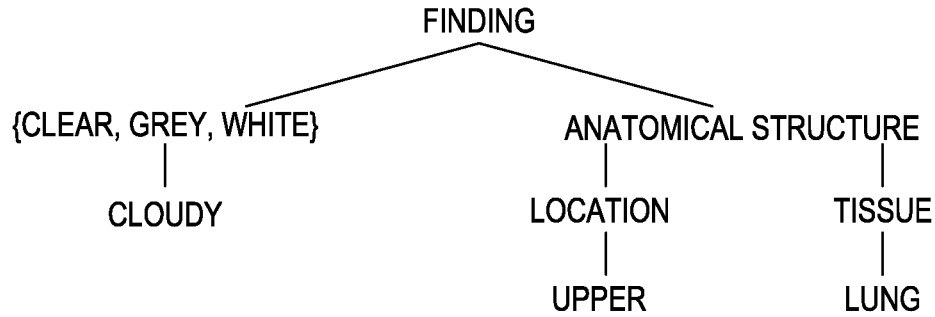 FINDING
{CLEAR, GREY, WHITE}
ANATOMICAL STRUCTURE
CLOUDY
LOCATION
TISSUE
UPPER
LUNG